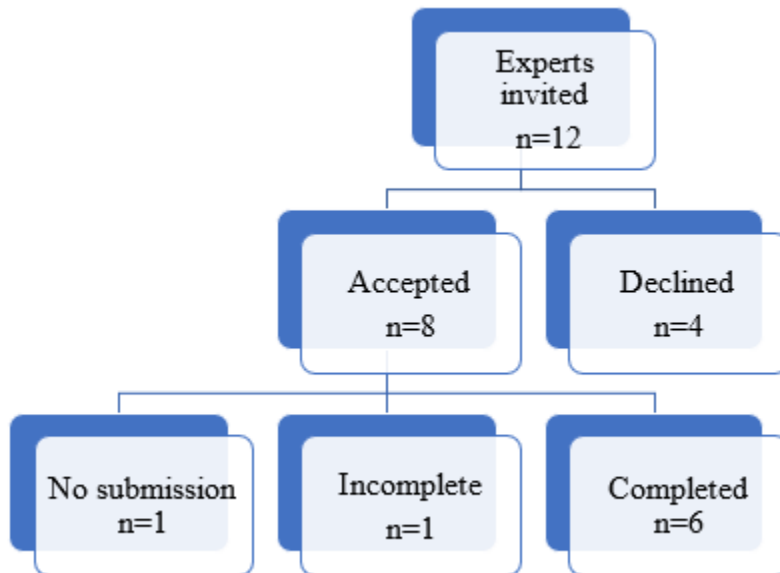 Experts
invited
n=12
Accepted
n=8
Declined
n=4
No submission
n=1
Incomplete
n=1
Completed
n=6